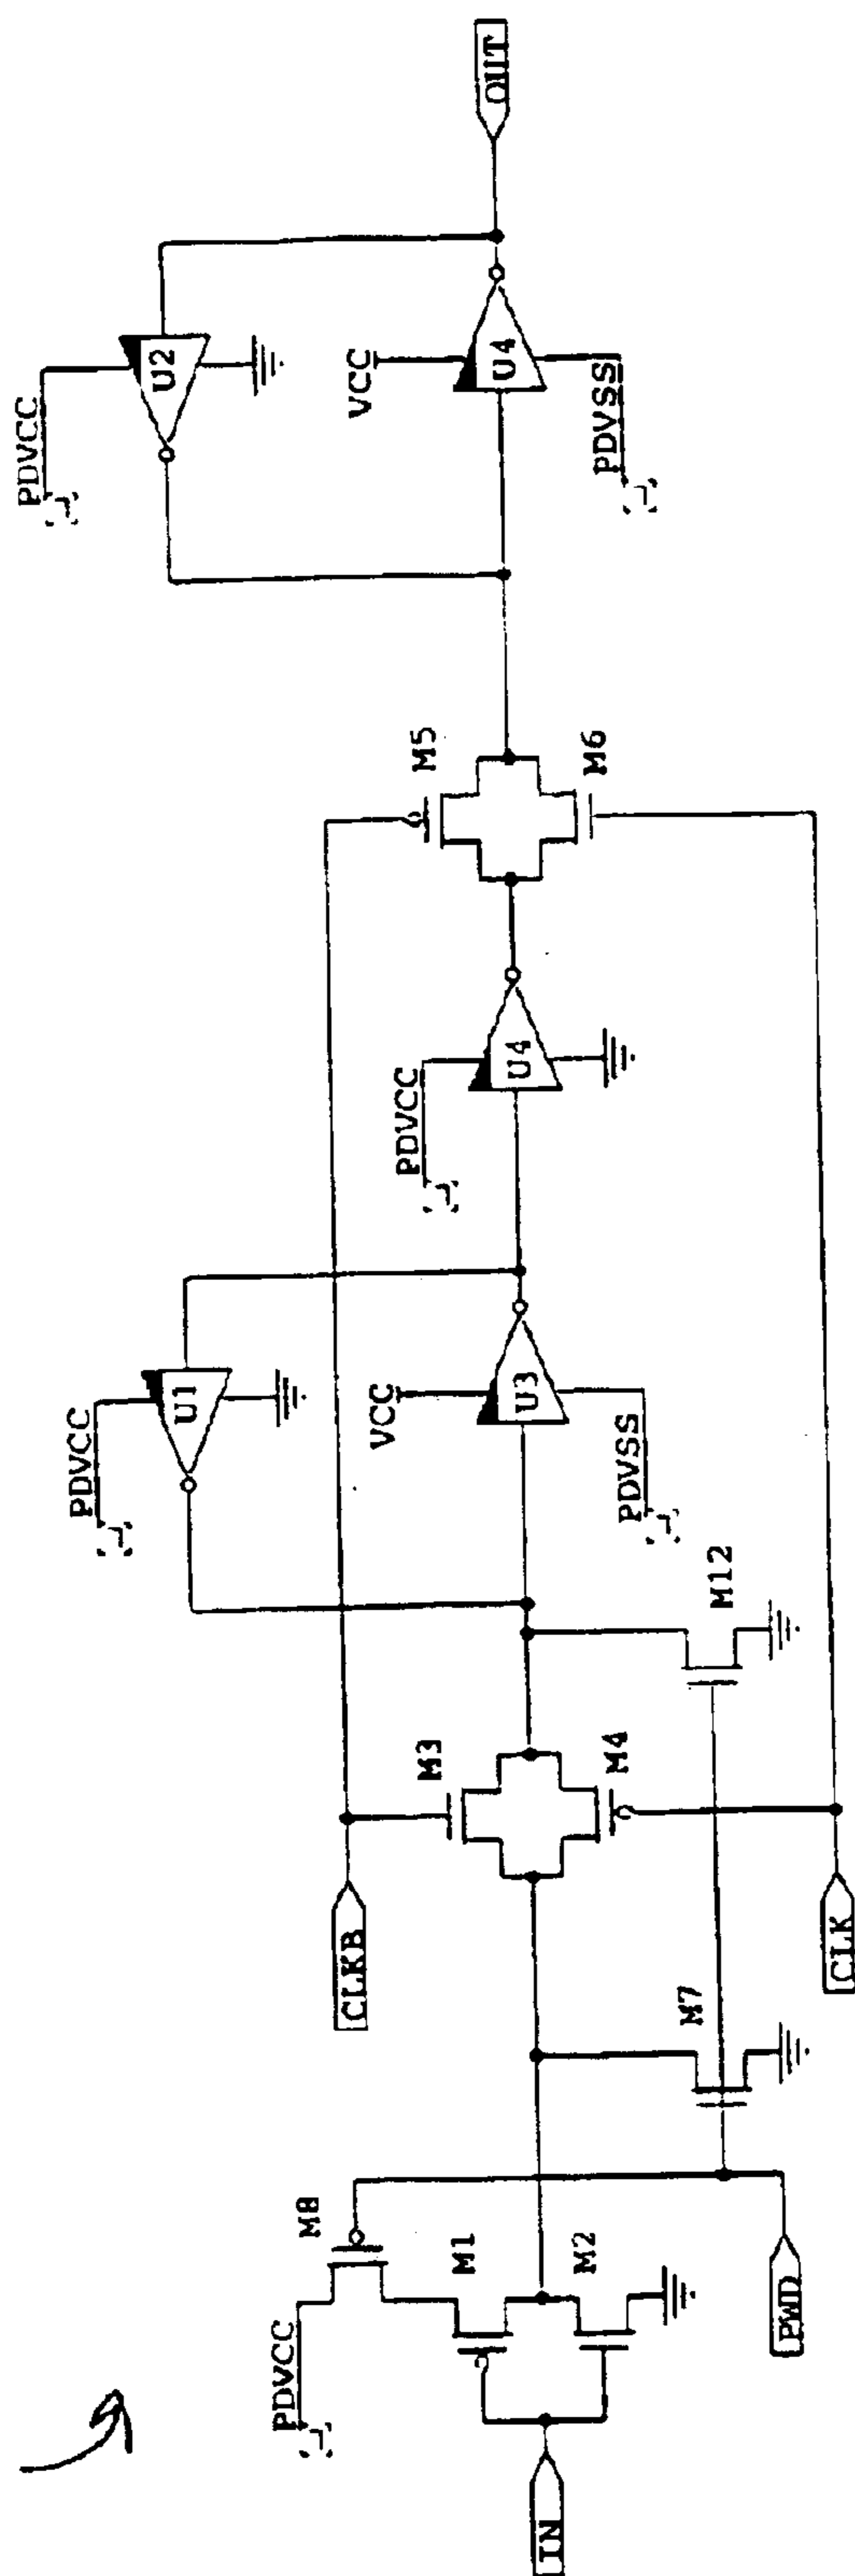 IN
PDVCC
M8
M1
M2
PWD
M7
CLKB
CLK
M3
M4
M12
PDVCC
U1
VCC
U3
PDVSS
PDVCC
U4
M5
M6
PDVCC
U2
VCC
U4
PDVSS
OUT